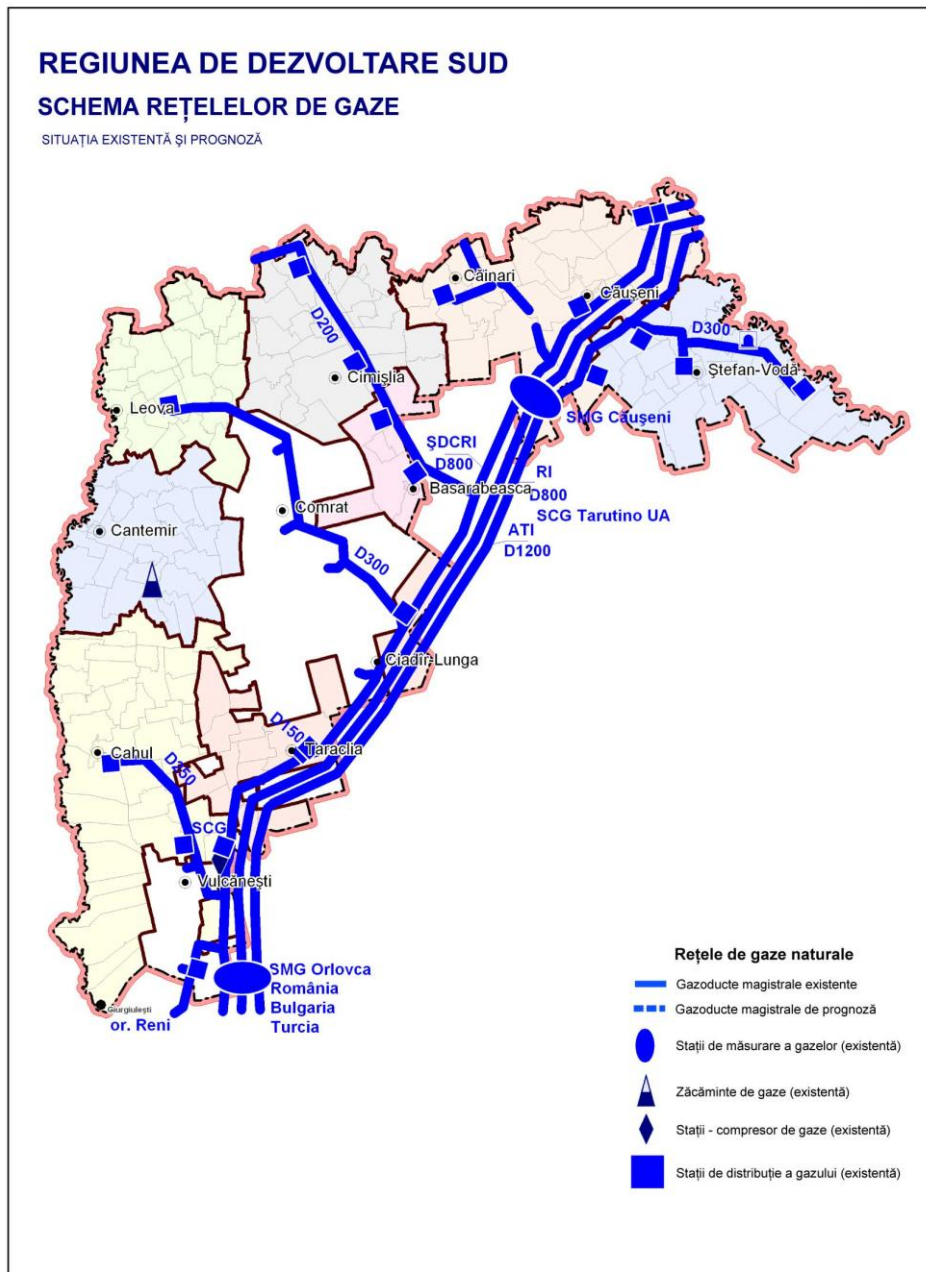 REGIUNEA DE DEZVOLTARE SUD
SCHEMA REȚELELOR DE GAZE
SITUAȚIA EXISTENTĂ ȘI PROGNOZĂ
Căinari
Căușeni
D200
D300
Cimișlia
Ștefan-Vodă
Leova
SMG Căușeni
ȘDCRI
D800
RI
D800
Basarabeasca
Comrat
SCG Tarutino UA
Cantemir
ATI
D1200
D300
Ciadîr-Lunga
D150
Taraclia
Cahul
D250
SCG
Vulcănești
SMG Orlovca
România
Bulgaria
Turcia
Giurgiulești
or. Reni
Rețele de gaze naturale
Gazoducte magistrale existente
Gazoducte magistrale de prognoză
Stații de măsurare a gazelor (existentă)
Zăcăminte de gaze (existentă)
Stații - compresor de gaze (existentă)
Stații de distribuție a gazului (existentă)